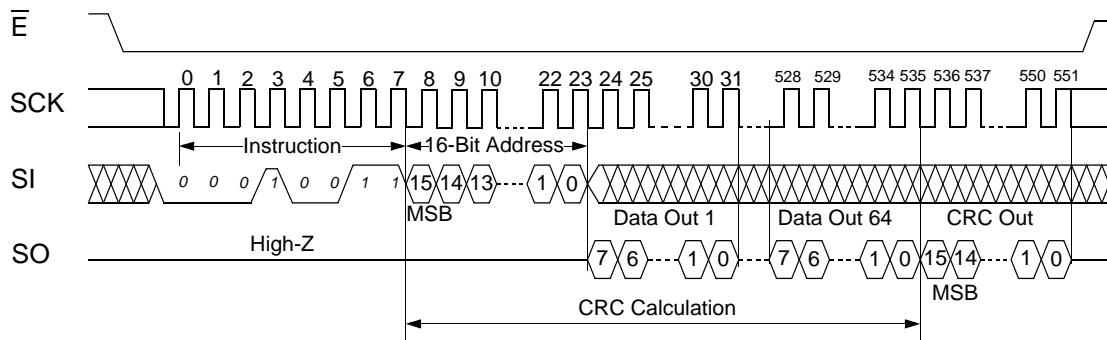 E
0 1 2 3 4 5 6 7 8 9 10 22 23 24 25 30 31 528 529 534 535 536 537 550 551
SCK
Instruction 16-Bit Address
SI 0 0 0 1 0 0 1 1 15 14 13 1 0
MSB Data Out 1 Data Out 64 CRC Out
High-Z
SO 7 6 1 0 7 6 1 0 15 14 1 0
MSB
CRC Calculation